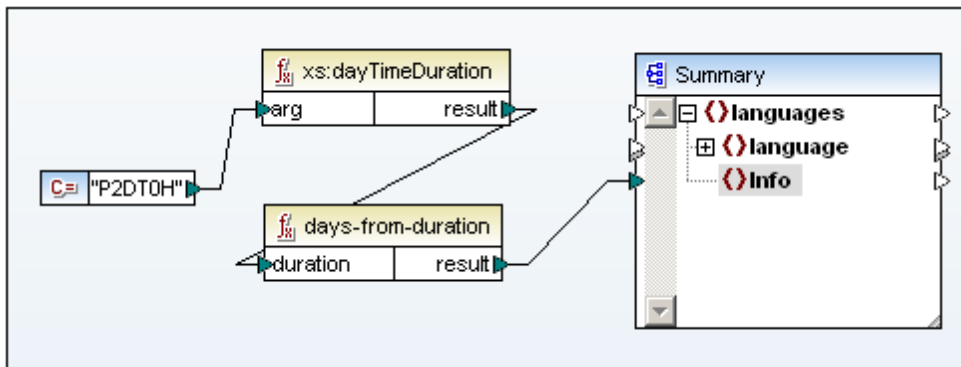 xs:dayTimeDuration
arg result
C= "P2DT0H"
days-from-duration
duration result
Summary
languages
language
Info